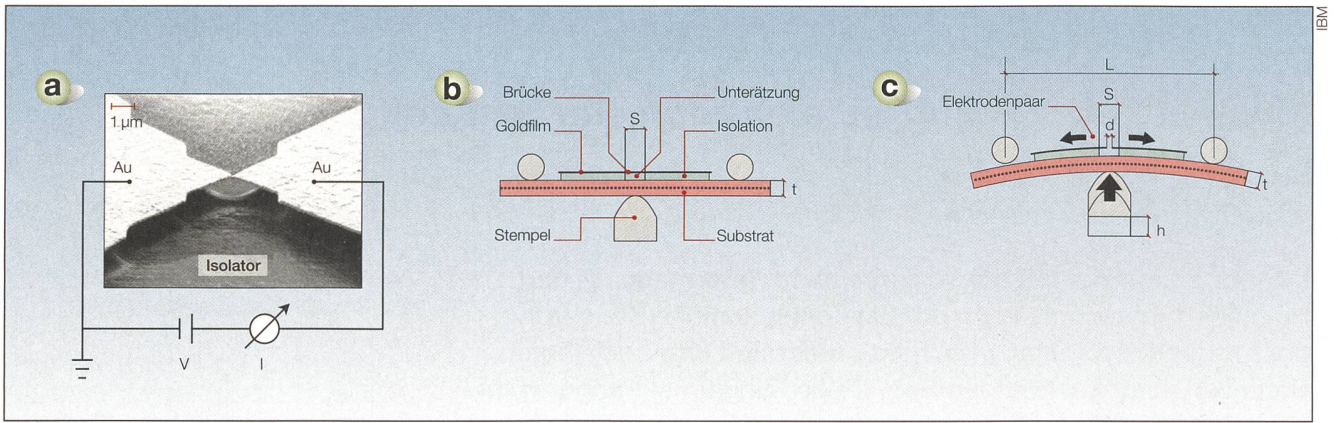 IBM
a
1 µm
Au
Au
Isolator
V
I
b
Brücke
Unterätzung
Goldfilm
S
Isolation
t
Stempel
Substrat
c
L
Elektrodenpaar
S
d
t
h